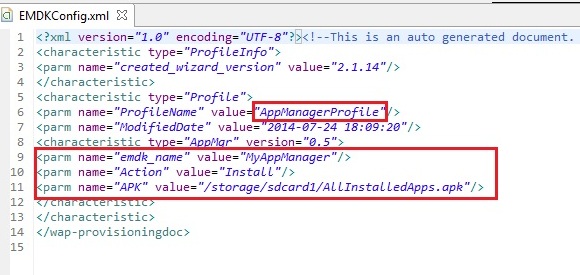 EMDKConfig.xml
1 <?xml version="1.0" encoding="UTF-8"?><!--This is an auto generated document.
2 <characteristic type="ProfileInfo">
3 <parm name="created_wizard_version" value="2.1.14"/>
4 </characteristic>
5 <characteristic type="Profile">
6 <parm name="ProfileName" value="AppManagerProfile"/>
7 <parm name="ModifiedDate" value="2014-07-24 18:09:20"/>
8 <characteristic type="AppMgr" version="0.5">
9 <parm name="emdk_name" value="MyAppManager"/>
10 <parm name="Action" value="Install"/>
11 <parm name="APK" value="/storage/sdcard1/AllInstalledApps.apk"/>
12 </characteristic>
13 </characteristic>
14 </wap-provisioningdoc>
15